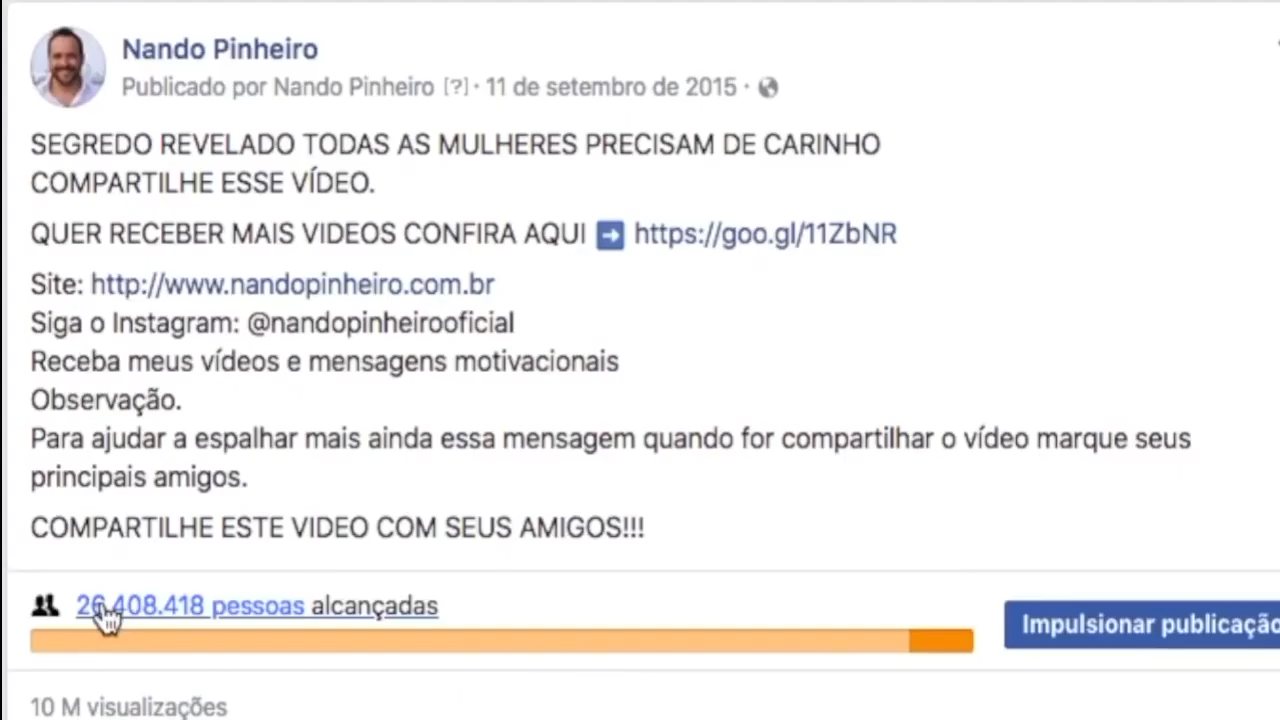 Nando Pinheiro
Publicado por Nando Pinheiro [?] · 11 de setembro de 2015 ·
SEGREDO REVELADO TODAS AS MULHERES PRECISAM DE CARINHO
COMPARTILHE ESSE VÍDEO.
QUER RECEBER MAIS VIDEOS CONFIRA AQUI ➡ https://goo.gl/11ZbNR
Site: http://www.nandopinheiro.com.br
Siga o Instagram: @nandopinheirooficial
Receba meus vídeos e mensagens motivacionais
Observação.
Para ajudar a espalhar mais ainda essa mensagem quando for compartilhar o vídeo marque seus
principais amigos.
COMPARTILHE ESTE VIDEO COM SEUS AMIGOS!!!
26.408.418 pessoas alcançadas
Impulsionar publicação
10 M visualizações